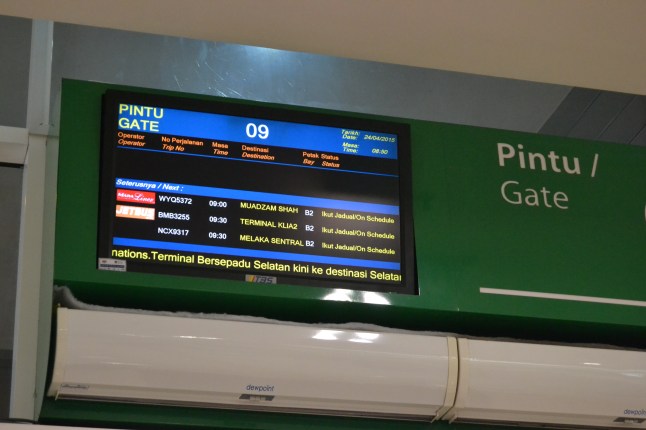 PINTU
GATE
09
Tarikh: 24/04/2015
Date:
Masa: 08:50
Time:
Operator No Perjalanan Masa Destinasi Petak Status
Operator Trip No Time Destination Bay Status
Seterusnya / Next :
WYQ5372 09:00 MUADZAM SHAH B2 Ikut Jadual/On Schedule
JETBUS BMB3255 09:30 TERMINAL KLIA2 B2 Ikut Jadual/On Schedule
NCX9317 09:30 MELAKA SENTRAL B2 Ikut Jadual/On Schedule
nations.Terminal Bersepadu Selatan kini ke destinasi Selatan
TBS
Pintu /
Gate
dewpoint
dewpoint